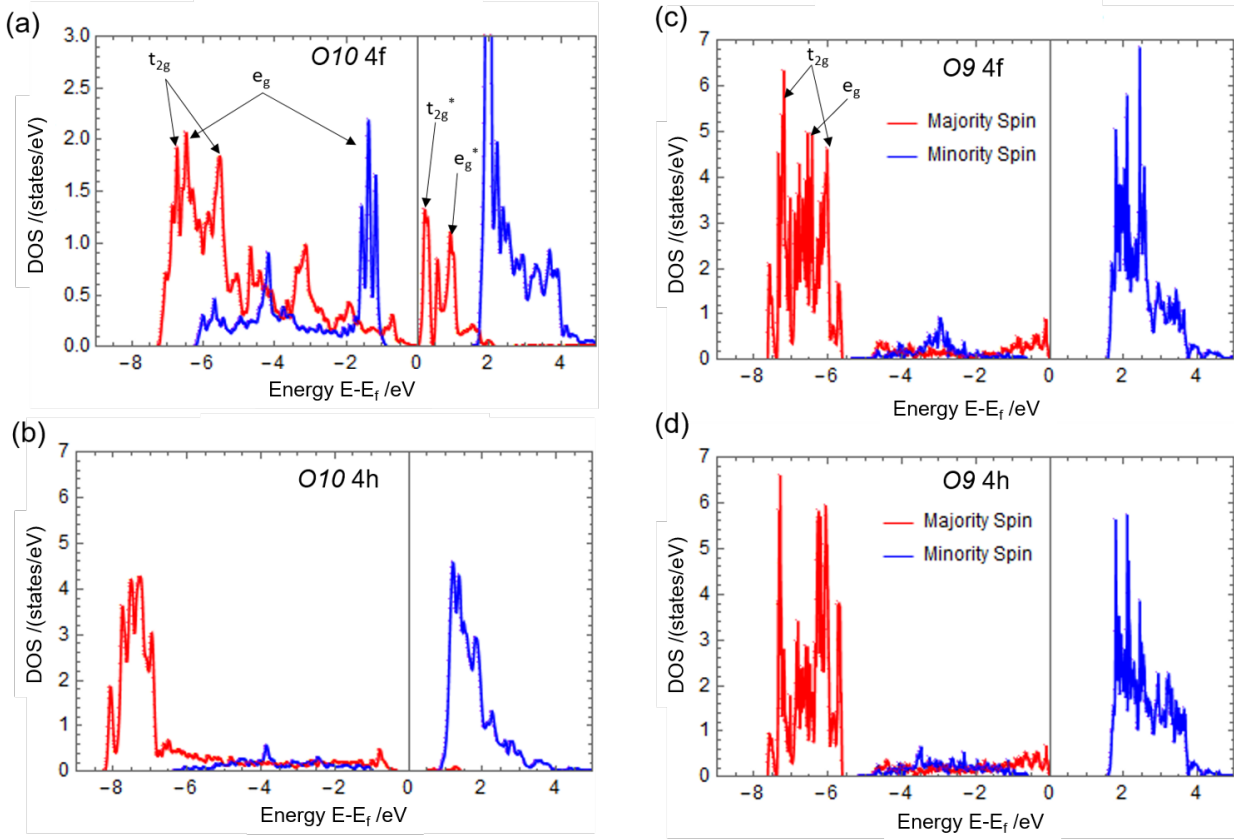 (a)
O10 4f
t2g
eg
t2g*
eg*
DOS /(states/eV)
3.0
2.5
2.0
1.5
1.0
0.5
0.0
−8 −6 −4 −2 0 2 4
Energy E-Ef /eV
(c)
O9 4f
t2g
eg
Majority Spin
Minority Spin
DOS /(states/eV)
7
6
5
4
3
2
1
0
−8 −6 −4 −2 0 2 4
Energy E-Ef /eV
(b)
O10 4h
DOS /(states/eV)
7
6
5
4
3
2
1
0
−8 −6 −4 −2 0 2 4
Energy E-Ef /eV
(d)
O9 4h
Majority Spin
Minority Spin
DOS /(states/eV)
7
6
5
4
3
2
1
0
−8 −6 −4 −2 0 2 4
Energy E-Ef /eV